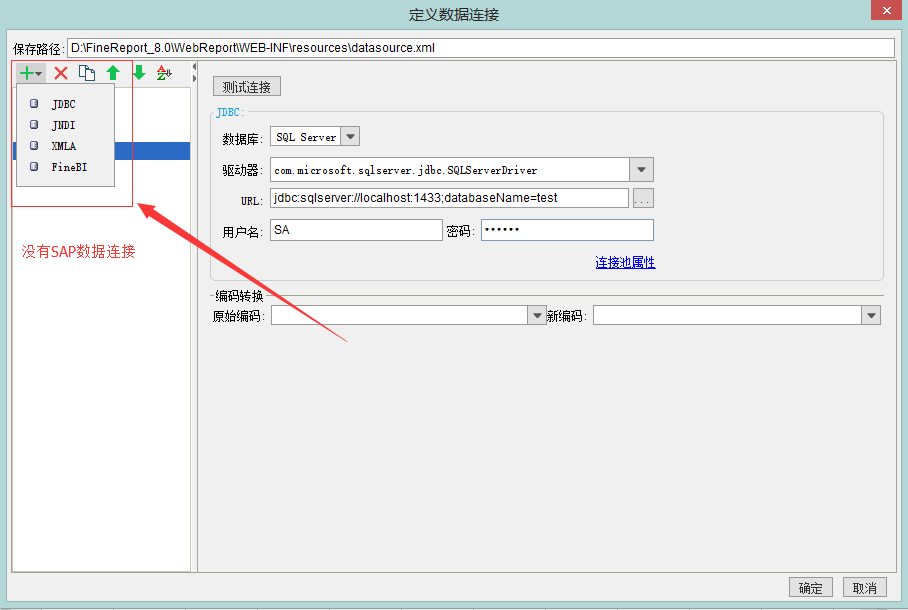 定义数据连接
保存路径: D:\FineReport_8.0\WebReport\WEB-INF\resources\datasource.xml
测试连接
JDBC
JNDI
XMLA
FineBI
没有SAP数据连接
JDBC:
数据库: SQL Server
驱动器: com.microsoft.sqlserver.jdbc.SQLServerDriver
URL: jdbc:sqlserver://localhost:1433;databaseName=test ...
用户名: SA 密码: ••••••
连接池属性
编码转换
原始编码: 新编码:
确定 取消